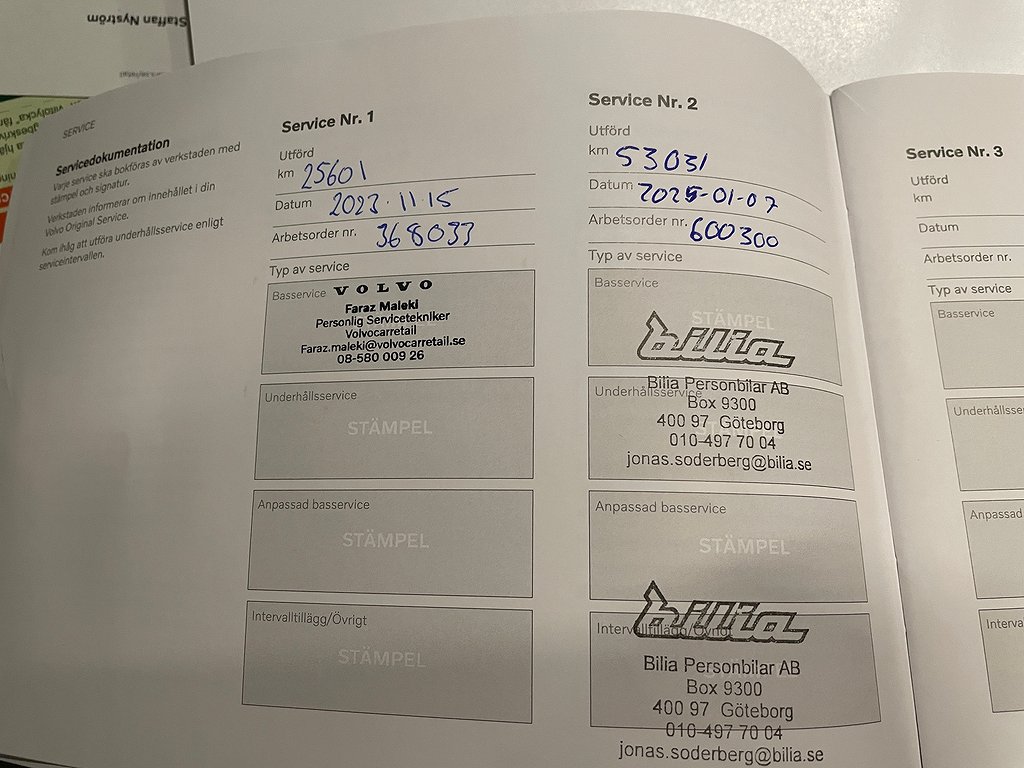 Staffan Nyström
SERVICE
Servicedokumentation
Varje service ska bokföras av verkstaden med
stämpel och signatur.
Verkstaden informerar om innehållet i din
Volvo Original Service.
Kom ihåg att utföra underhållsservice enligt
serviceintervallen.
Service Nr. 1
Utförd
km 25601
Datum 2023.11.15
Arbetsorder nr. 368033
Typ av service
Basservice VOLVO
Faraz Maleki
Personlig Servicetekniker
Volvocarretail
Faraz.maleki@volvocarretail.se
08-580 009 26
Underhållsservice
STÄMPEL
Anpassad basservice
STÄMPEL
Intervalltillägg/Övrigt
STÄMPEL
Service Nr. 2
Utförd
km 53031
Datum 2025-01-07
Arbetsorder nr. 600300
Typ av service
Basservice
STÄMPEL
bilia
Underhållsservice
Bilia Personbilar AB
Box 9300
400 97 Göteborg
010-497 70 04
jonas.soderberg@bilia.se
Anpassad basservice
STÄMPEL
Intervalltillägg/Övrigt
bilia
Bilia Personbilar AB
Box 9300
400 97 Göteborg
010-497 70 04
jonas.soderberg@bilia.se
Service Nr. 3
Utförd
km
Datum
Arbetsorder nr.
Typ av service
Basservice
Underhållsser
Anpassad
Interva